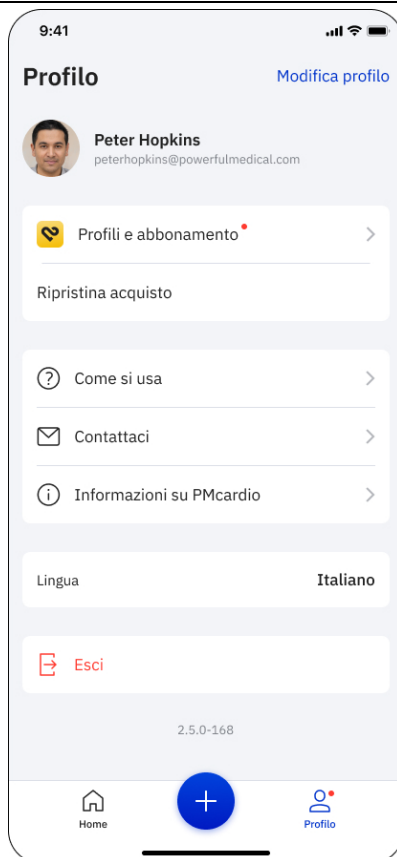 9:41
Profilo
Modifica profilo
Peter Hopkins
peterhopkins@powerfulmedical.com
Profili e abbonamento
Ripristina acquisto
Come si usa
Contattaci
Informazioni su PMcardio
Lingua
Italiano
Esci
2.5.0-168
Home
Profilo